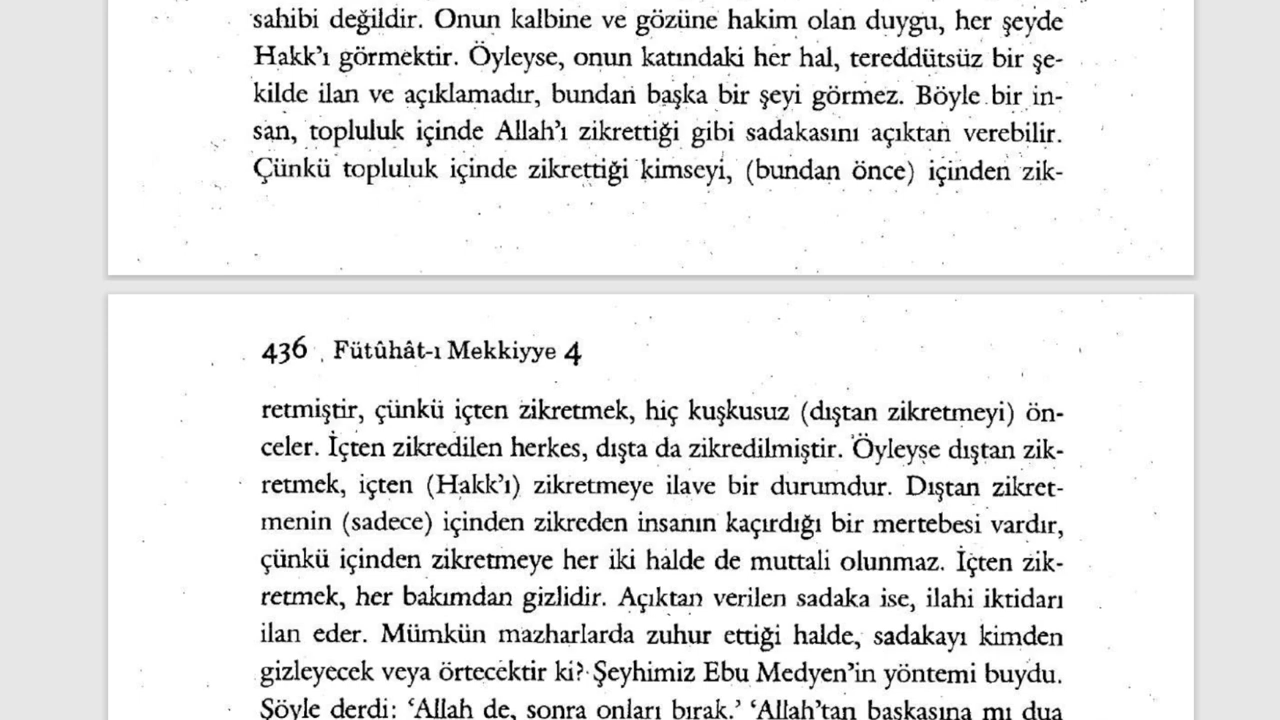 sahibi değildir. Onun kalbine ve gözüne hakim olan duygu, her şeyde
Hakk'ı görmektir. Öyleyse, onun katındaki her hal, tereddütsüz bir şe-
kilde ilan ve açıklamadır, bundan başka bir şeyi görmez. Böyle bir in-
san, topluluk içinde Allah'ı zikrettiği gibi sadakasını açıktan verebilir.
Çünkü topluluk içinde zikrettiği kimseyi, (bundan önce) içinden zik-
436 Fütûhât-ı Mekkiyye 4
retmiştir, çünkü içten zikretmek, hiç kuşkusuz (dıştan zikretmeyi) ön-
celer. İçten zikredilen herkes, dışta da zikredilmiştir. Öyleyse dıştan zik-
retmek, içten (Hakk'ı) zikretmeye ilave bir durumdur. Dıştan zikret-
menin (sadece) içinden zikreden insanın kaçırdığı bir mertebesi vardır,
çünkü içinden zikretmeye her iki halde de muttali olunmaz. İçten zik-
retmek, her bakımdan gizlidir. Açıktan verilen sadaka ise, ilahi iktidarı
ilan eder. Mümkün mazharlarda zuhur ettiği halde, sadakayı kimden
gizleyecek veya örtecektir ki? Şeyhimiz Ebu Medyen'in yöntemi buydu.
Şöyle derdi: 'Allah de, sonra onları bırak.' 'Allah'tan başkasına mı dua